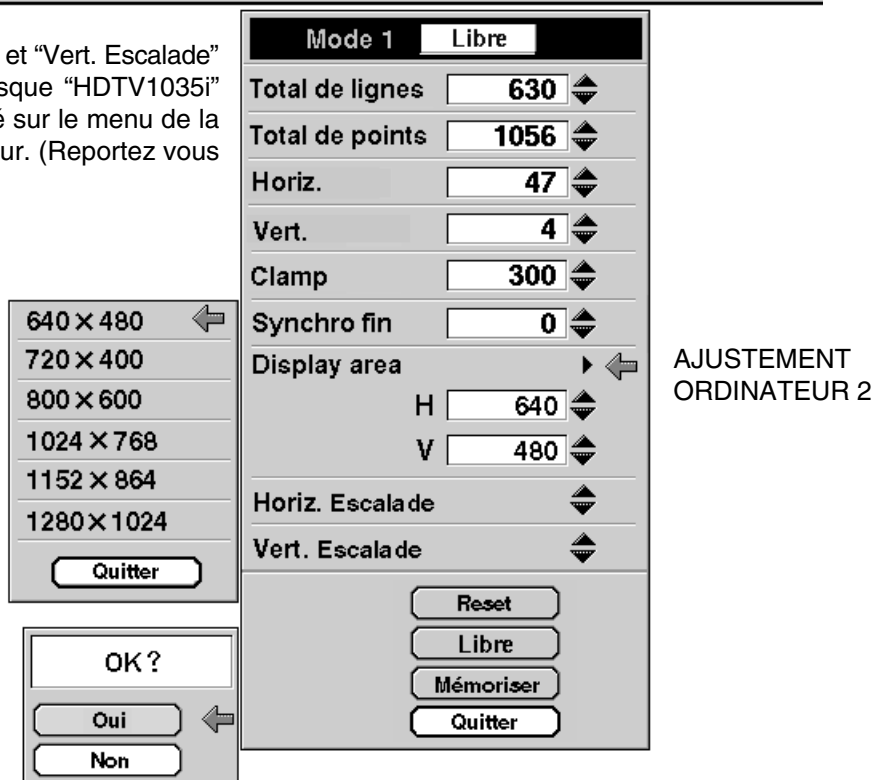 et “Vert. Escalade”
sque “HDTV1035i”
é sur le menu de la
ur. (Reportez vous
Mode 1 Libre
Total de lignes 630
Total de points 1056
Horiz. 47
Vert. 4
Clamp 300
Synchro fin 0
Display area
H 640
V 480
Horiz. Escalade
Vert. Escalade
Reset
Libre
Mémoriser
Quitter
640 × 480
720 × 400
800 × 600
1024 × 768
1152 × 864
1280 × 1024
Quitter
OK ?
Oui
Non
AJUSTEMENT
ORDINATEUR 2